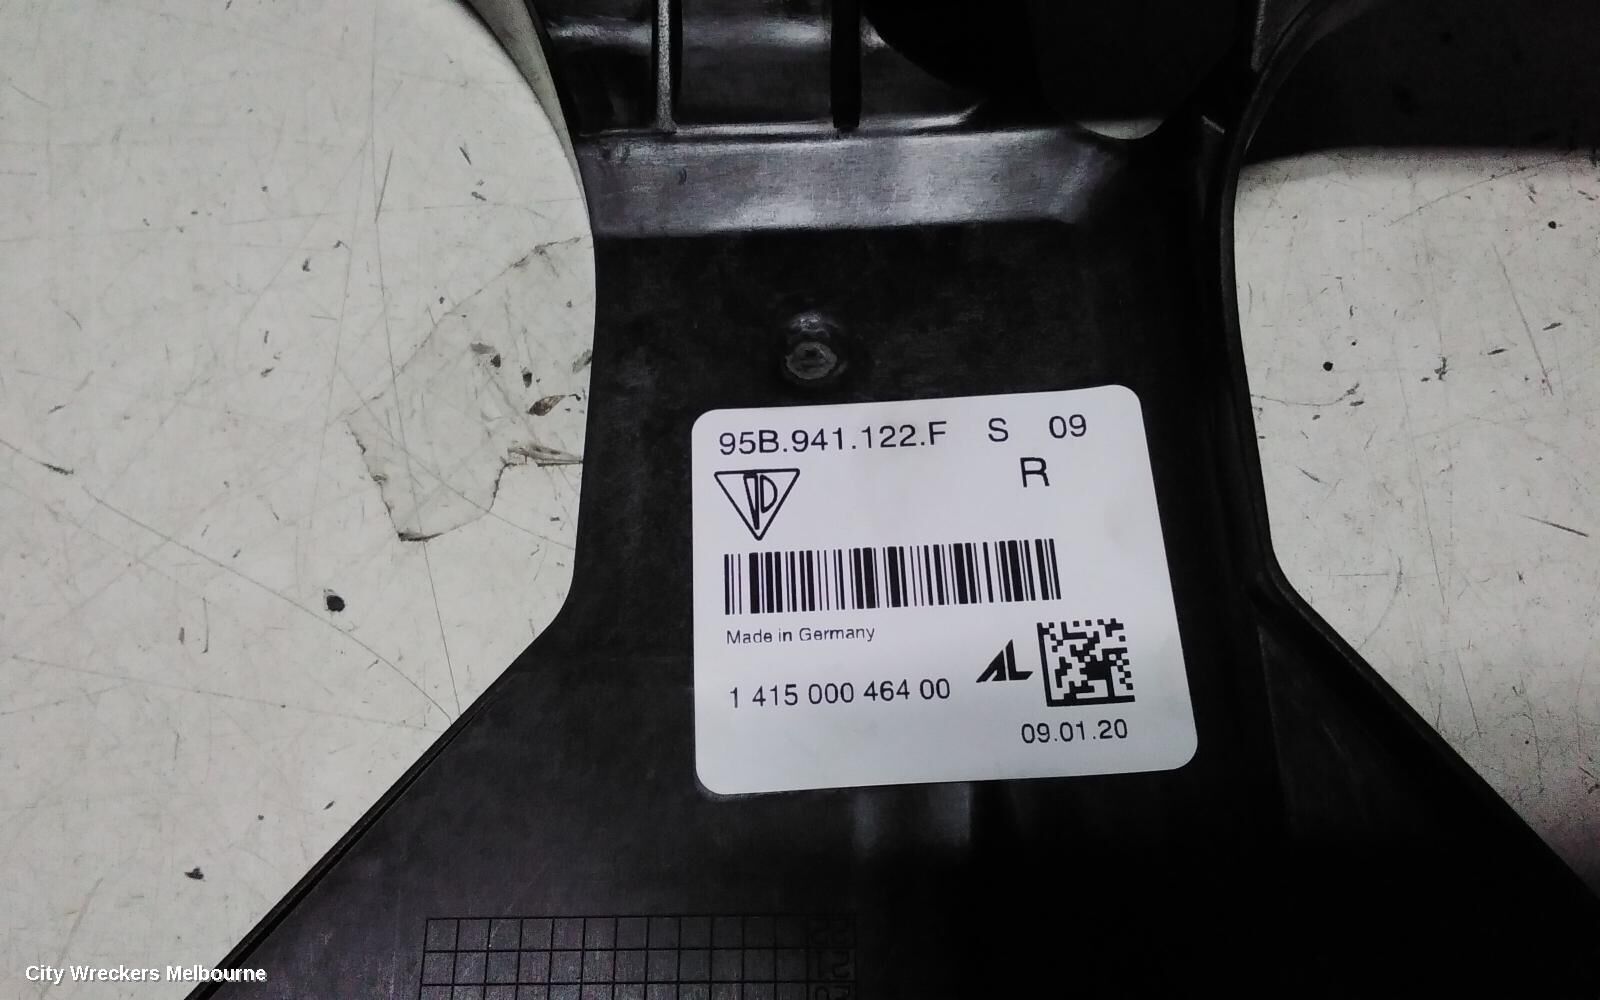 95B.941.122.F S 09
R
Made in Germany
AL
1 415 000 464 00
09.01.20
City Wreckers Melbourne